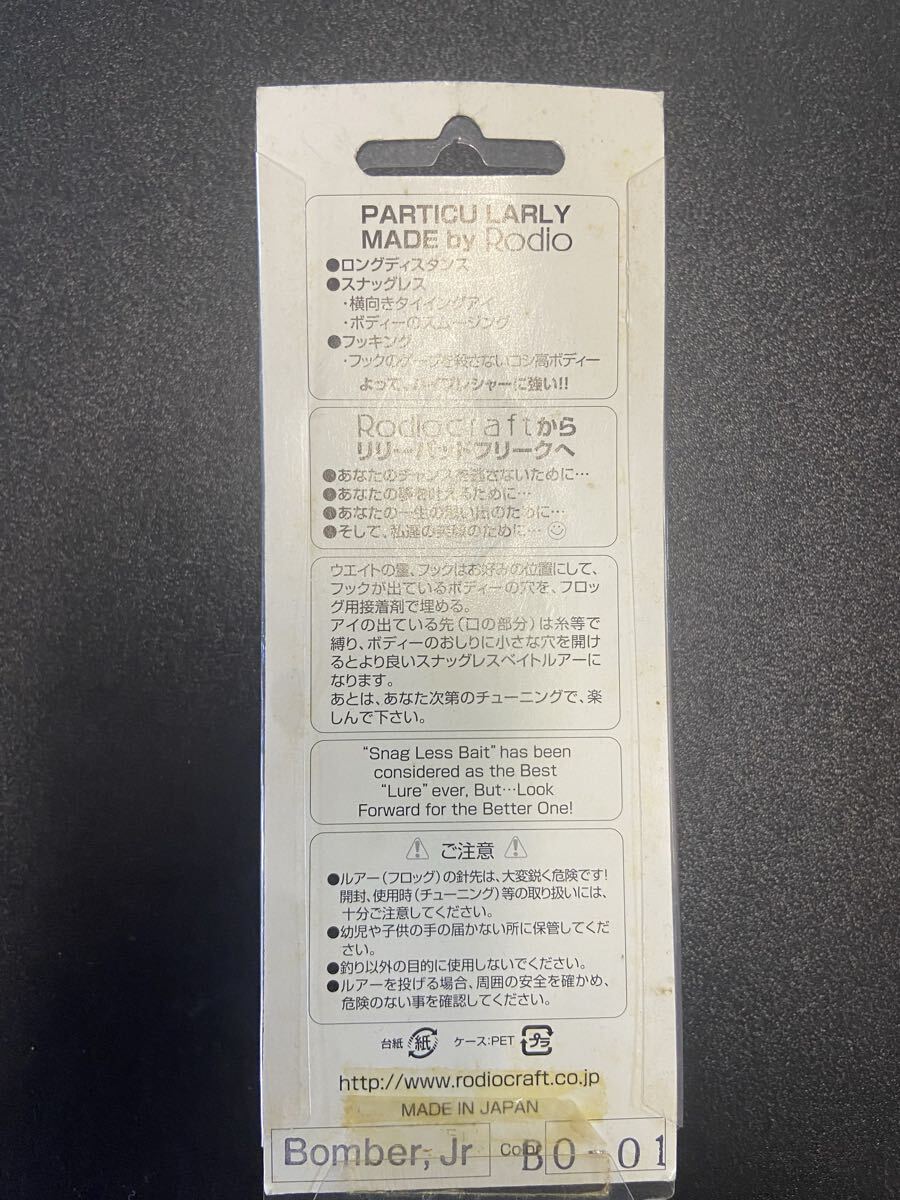 PARTICU LARLY
MADE by Rodio
●ロングディスタンス
●スナッグレス
・横向きタイイングアイ
・ボディーのスムージング
●フッキング
・フックのゲープを殺さないコシ高ボディー
よって、ハイプレシャーに強い!!
Rodiocraftから
リリーパッドフリークへ
●あなたのチャンスを逃さないために…
●あなたの夢を叶えるために…
●あなたの一生の思い出のために…
●そして、私達の笑顔のために…
ウエイトの量、フックはお好みの位置にして、
フックが出ているボディーの穴を、フロッ
グ用接着剤で埋める。
アイの出ている先（口の部分）は糸等で
縛り、ボディーのおしりに小さな穴を開け
るとより良いスナッグレスベイトルアーに
なります。
あとは、あなた次第のチューニングで、楽
しんで下さい。
“Snag Less Bait” has been
considered as the Best
“Lure” ever, But…Look
Forward for the Better One!
ご注意
●ルアー（フロッグ）の針先は、大変鋭く危険です!
開封、使用時（チューニング）等の取り扱いには、
十分ご注意してください。
●幼児や子供の手の届かない所に保管してくだ
さい。
●釣り以外の目的に使用しないでください。
●ルアーを投げる場合、周囲の安全を確かめ、
危険のない事を確認してください。
台紙 紙 ケース:PET プラ
http://www.rodiocraft.co.jp
MADE IN JAPAN
Bomber, Jr Color BO-01